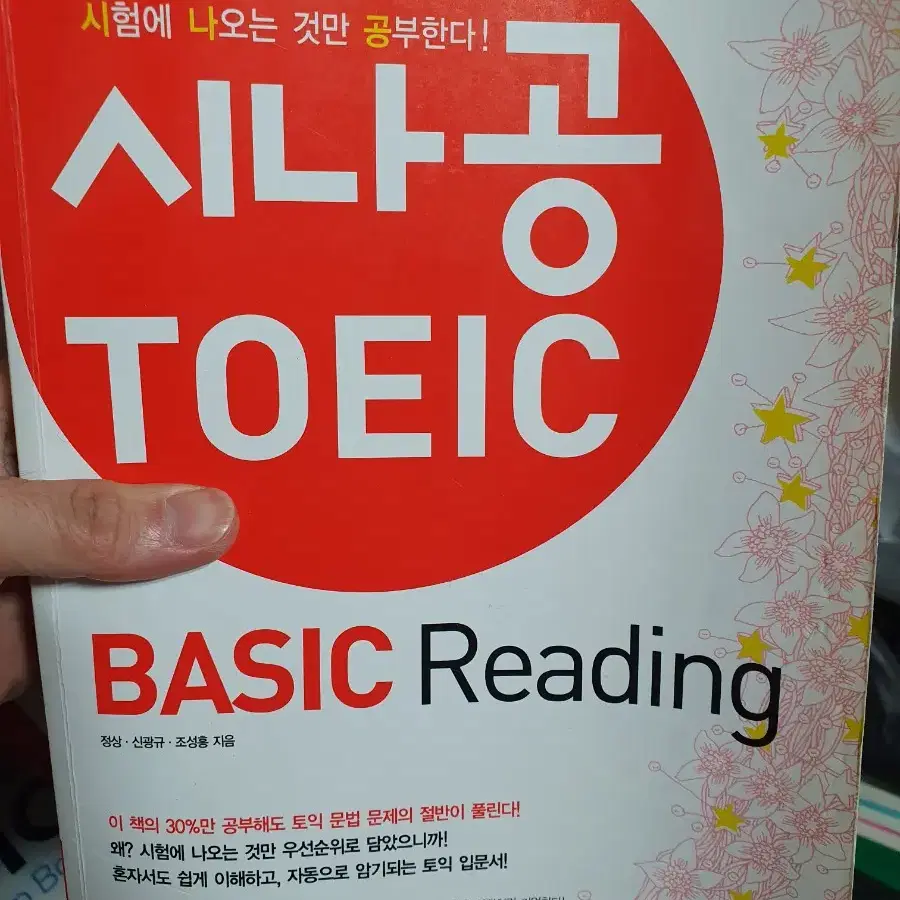 시험에 나오는 것만 공부한다!
시나공
TOEIC
BASIC Reading
정상 · 신광규 · 조성홍 지음
이 책의 30%만 공부해도 토익 문법 문제의 절반이 풀린다!
왜? 시험에 나오는 것만 우선순위로 담았으니까!
혼자서도 쉽게 이해하고, 자동으로 암기되는 토익 입문서!